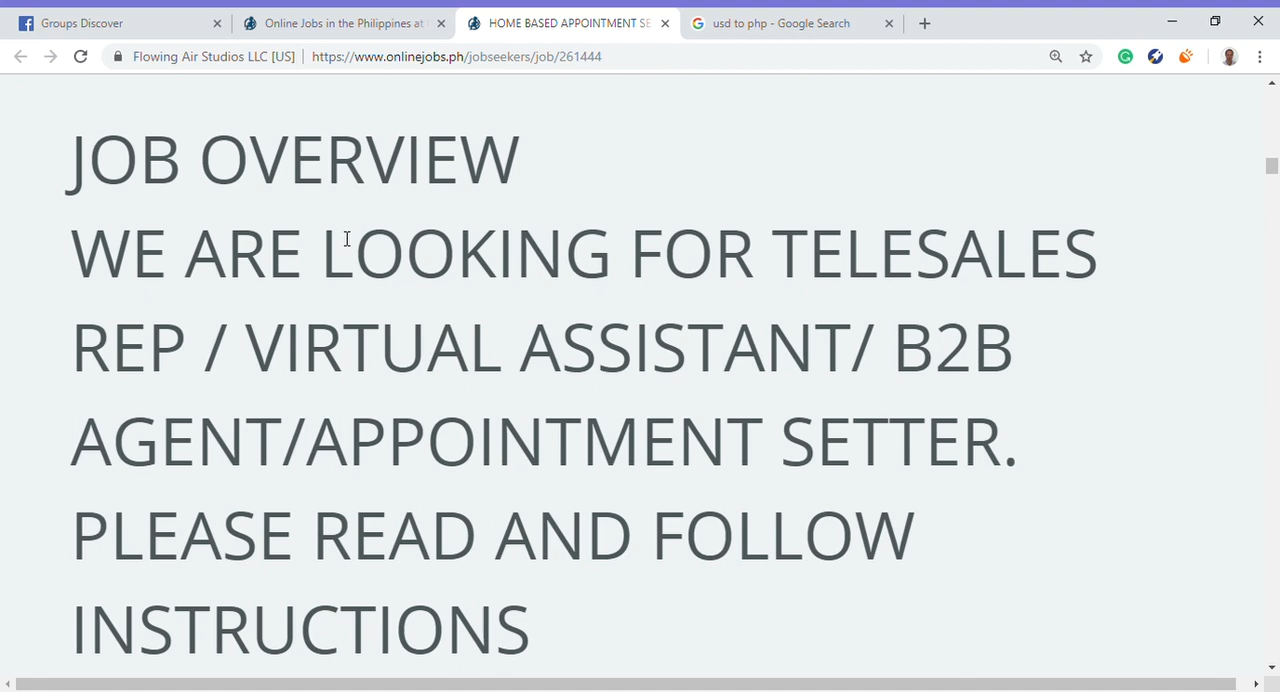 Groups Discover
Online Jobs in the Philippines at
HOME BASED APPOINTMENT SE
usd to php - Google Search
Flowing Air Studios LLC [US]
https://www.onlinejobs.ph/jobseekers/job/261444
JOB OVERVIEW
WE ARE LOOKING FOR TELESALES
REP / VIRTUAL ASSISTANT/ B2B
AGENT/APPOINTMENT SETTER.
PLEASE READ AND FOLLOW
INSTRUCTIONS